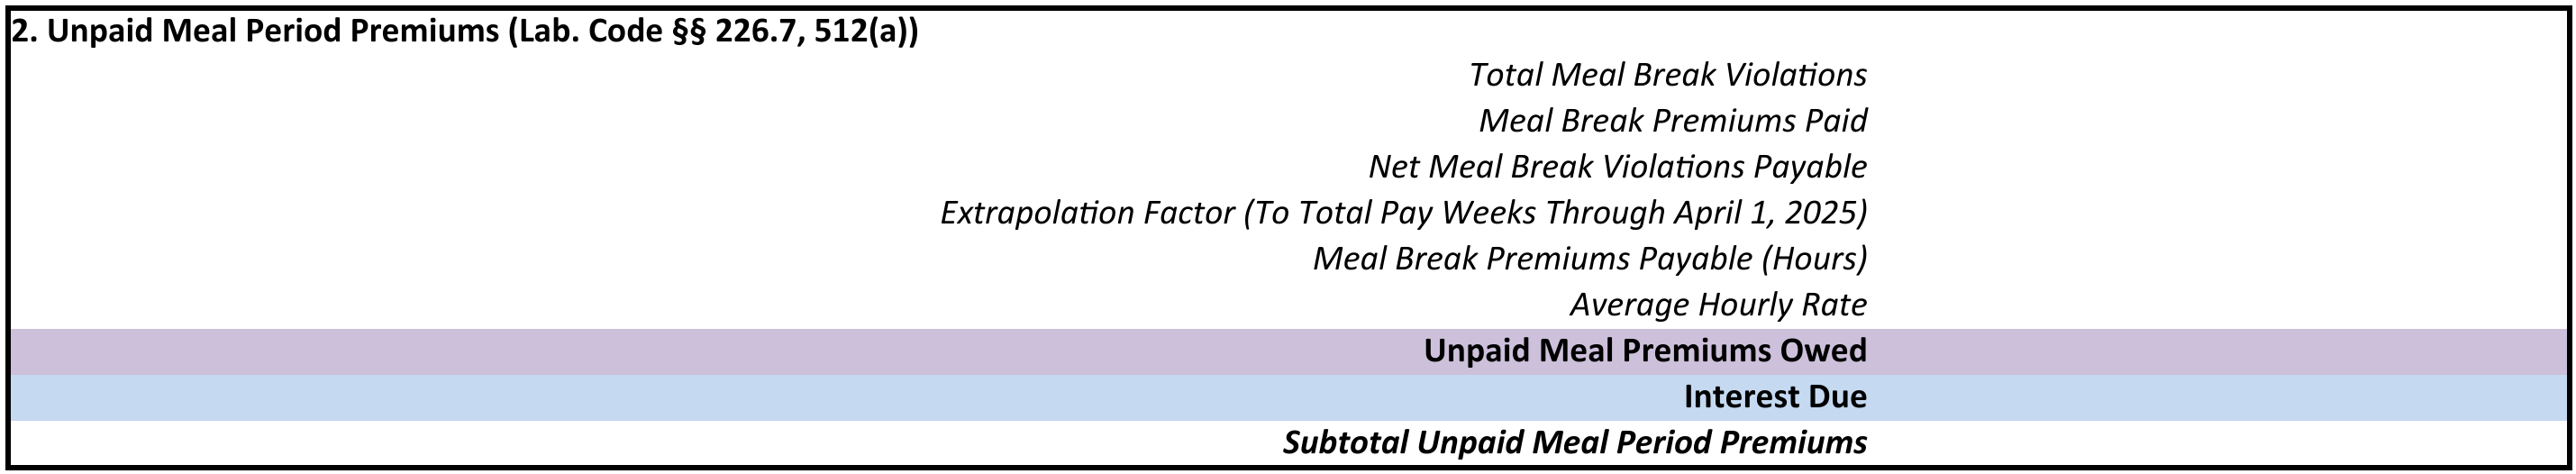 2. Unpaid Meal Period Premiums (Lab. Code §§ 226.7, 512(a))
Total Meal Break Violations
Meal Break Premiums Paid
Net Meal Break Violations Payable
Extrapolation Factor (To Total Pay Weeks Through April 1, 2025)
Meal Break Premiums Payable (Hours)
Average Hourly Rate
Unpaid Meal Premiums Owed
Interest Due
Subtotal Unpaid Meal Period Premiums